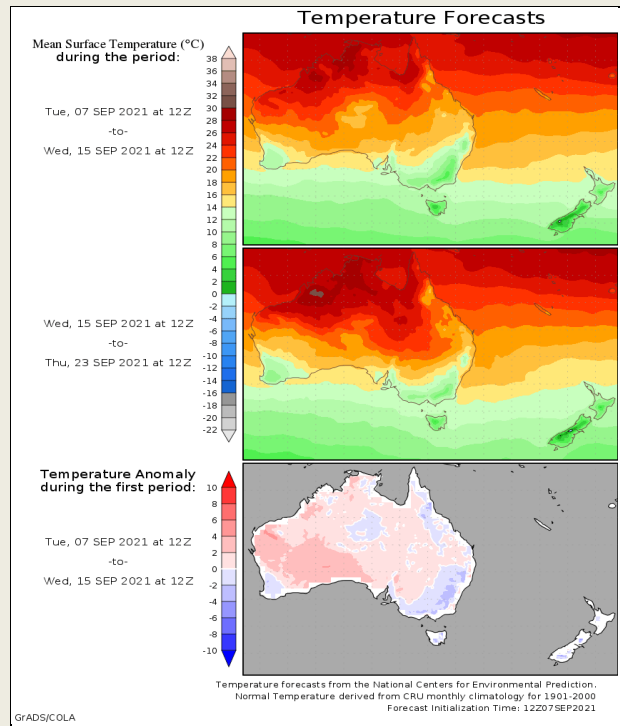 Temperature Forecasts
Mean Surface Temperature (°C)
during the period:
Tue, 07 SEP 2021 at 12Z
-to-
Wed, 15 SEP 2021 at 12Z
38
36
34
32
30
28
26
24
22
20
18
16
14
12
10
8
6
4
2
0
-2
-4
-6
-8
-10
-12
-14
-16
-18
-20
-22
Wed, 15 SEP 2021 at 12Z
-to-
Thu, 23 SEP 2021 at 12Z
Temperature Anomaly
during the first period:
Tue, 07 SEP 2021 at 12Z
-to-
Wed, 15 SEP 2021 at 12Z
10
8
6
4
2
0
-2
-4
-6
-8
-10
Temperature forecasts from the National Centers for Environmental Prediction.
Normal Temperature derived from CRU monthly climatology for 1901-2000
Forecast Initialization Time: 12Z07SEP2021
GrADS/COLA